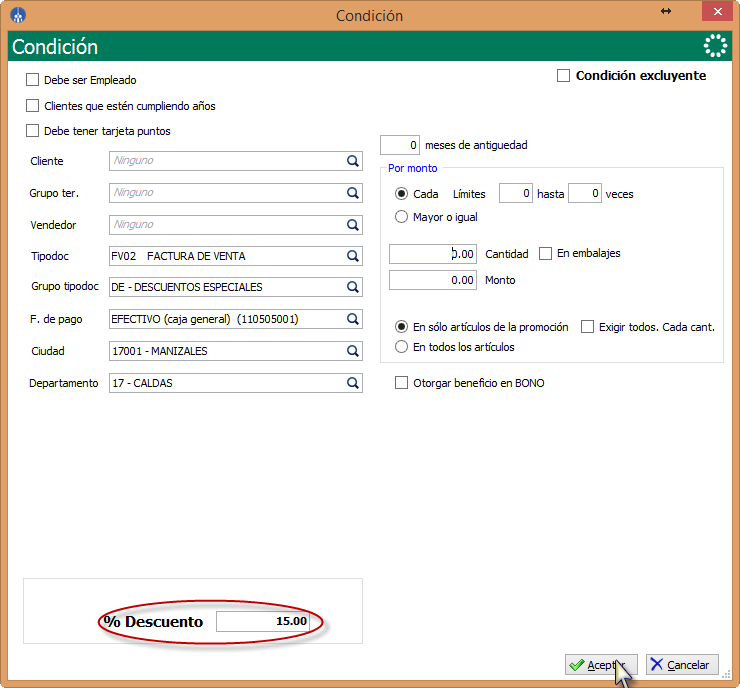 Condición
Condición
Debe ser Empleado
Condición excluyente
Clientes que estén cumpliendo años
Debe tener tarjeta puntos
0 meses de antiguedad
Cliente Ninguno
Por monto
Grupo ter. Ninguno
Cada Límites 0 hasta 0 veces
Mayor o igual
Vendedor Ninguno
Tipodoc FV02 FACTURA DE VENTA
0.00 Cantidad En embalajes
Grupo tipodoc DE - DESCUENTOS ESPECIALES
0.00 Monto
F. de pago EFECTIVO (caja general) (110505001)
En sólo artículos de la promoción Exigir todos. Cada cant.
En todos los artículos
Ciudad 17001 - MANIZALES
Departamento 17 - CALDAS
Otorgar beneficio en BONO
% Descuento 15.00
Aceptar Cancelar